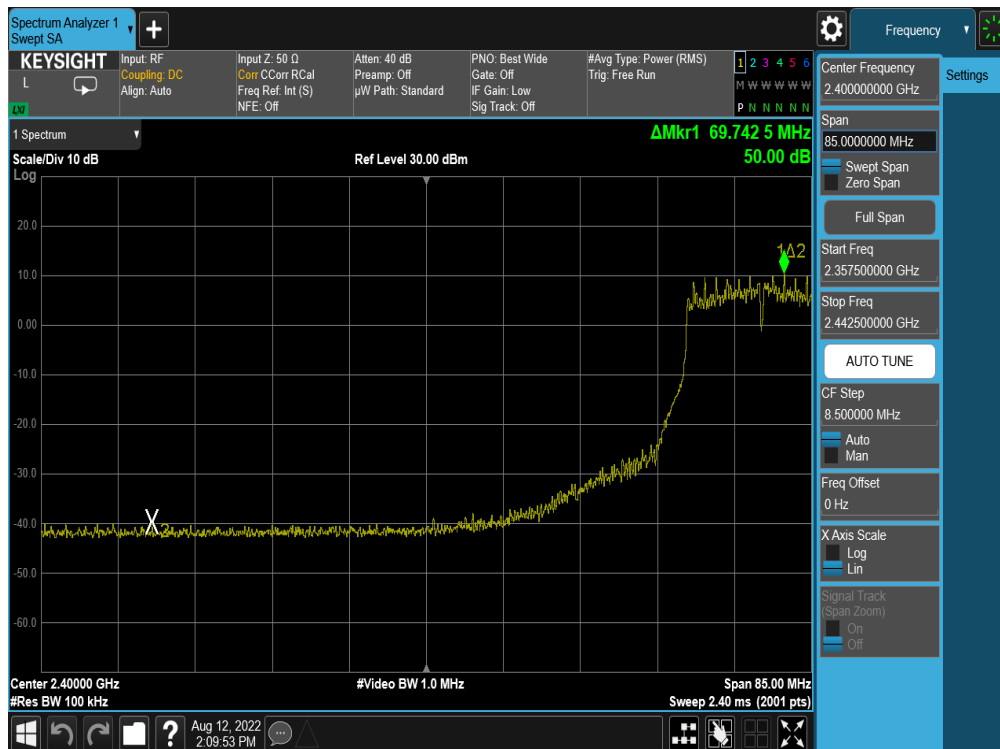 Spectrum Analyzer 1
Swept SA
+
Frequency
KEYSIGHT
L
LXI
Input: RF
Coupling: DC
Align: Auto
Input Z: 50 Ω
Corr CCorr RCal
Freq Ref: Int (S)
NFE: Off
Atten: 40 dB
Preamp: Off
µW Path: Standard
PNO: Best Wide
Gate: Off
IF Gain: Low
Sig Track: Off
#Avg Type: Power (RMS)
Trig: Free Run
1 2 3 4 5 6
M W W W W W
P N N N N N
Center Frequency
2.400000000 GHz
Settings
Span
85.0000000 MHz
Swept Span
Zero Span
Full Span
Start Freq
2.357500000 GHz
Stop Freq
2.442500000 GHz
AUTO TUNE
CF Step
8.500000 MHz
Auto
Man
Freq Offset
0 Hz
X Axis Scale
Log
Lin
Signal Track
(Span Zoom)
On
Off
1 Spectrum
ΔMkr1 69.742 5 MHz
50.00 dB
Scale/Div 10 dB
Ref Level 30.00 dBm
Log
20.0
10.0
0.00
-10.0
-20.0
-30.0
-40.0
-50.0
-60.0
1Δ2
X2
Center 2.40000 GHz
#Video BW 1.0 MHz
Span 85.00 MHz
#Res BW 100 kHz
Sweep 2.40 ms (2001 pts)
?
Aug 12, 2022
2:09:53 PM